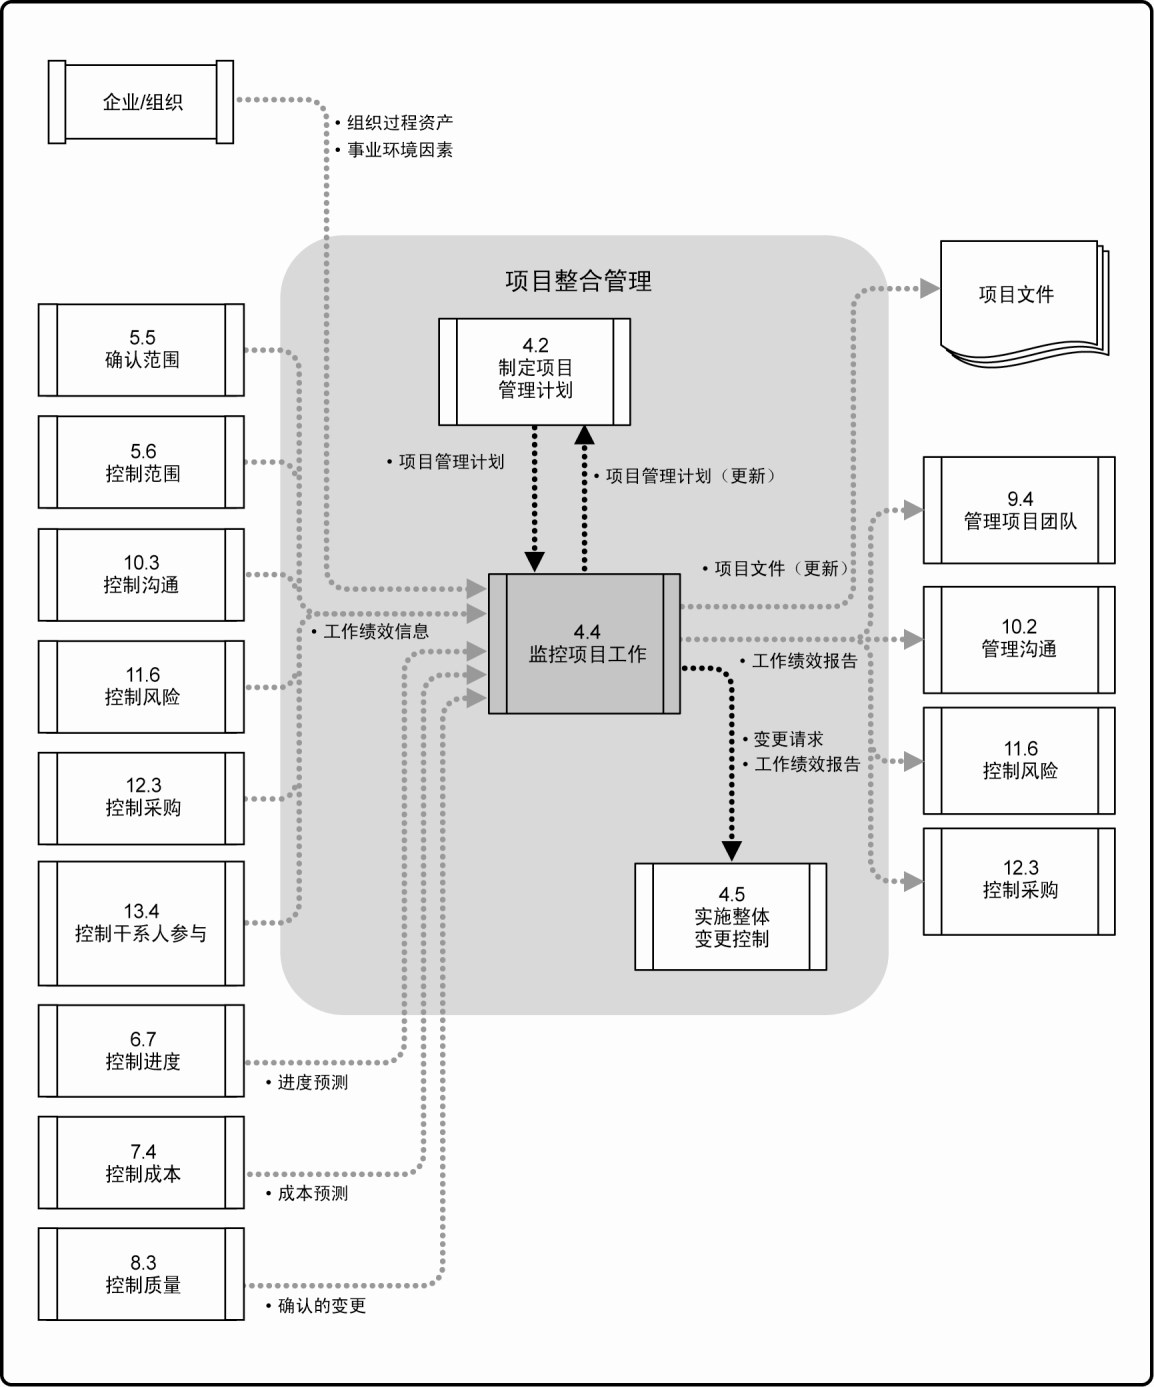 企业/组织
• 组织过程资产
• 事业环境因素
项目整合管理
项目文件
5.5
确认范围
4.2
制定项目
管理计划
5.6
控制范围
• 项目管理计划
• 项目管理计划（更新）
9.4
管理项目团队
10.3
控制沟通
• 项目文件（更新）
• 工作绩效信息
4.4
监控项目工作
10.2
管理沟通
• 工作绩效报告
11.6
控制风险
• 变更请求
• 工作绩效报告
11.6
控制风险
12.3
控制采购
12.3
控制采购
13.4
控制干系人参与
4.5
实施整体
变更控制
6.7
控制进度
• 进度预测
7.4
控制成本
• 成本预测
8.3
控制质量
• 确认的变更